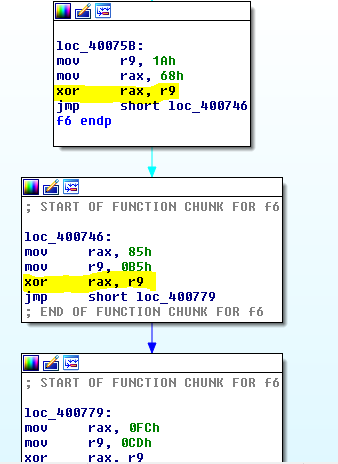 loc_40075B:
mov r9, 1Ah
mov rax, 68h
xor rax, r9
jmp short loc_400746
f6 endp
; START OF FUNCTION CHUNK FOR f6
loc_400746:
mov rax, 85h
mov r9, 0B5h
xor rax, r9
jmp short loc_400779
; END OF FUNCTION CHUNK FOR f6
; START OF FUNCTION CHUNK FOR f6
loc_400779:
mov rax, 0FCh
mov r9, 0CDh
xor rax, r9